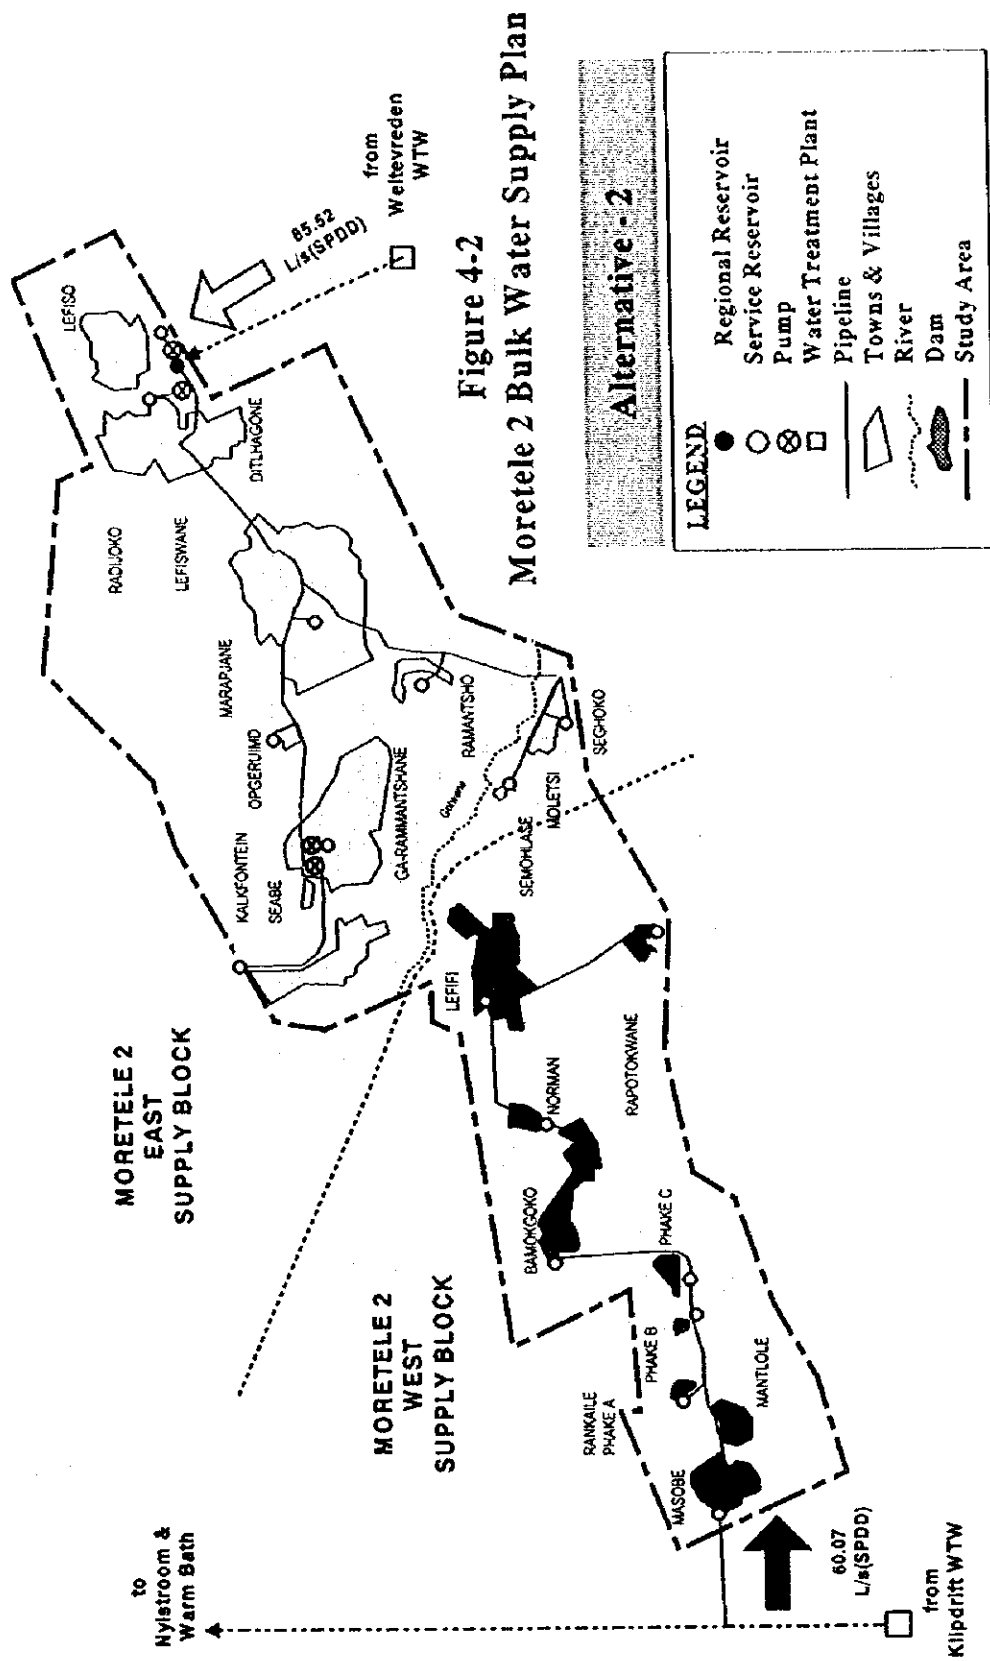 to
Nylstroom &
Warm Bath
MORETELE 2
EAST
SUPPLY BLOCK
MORETELE 2
WEST
SUPPLY BLOCK
LEFISO
RADIJOKO
LEFISWANE
DITLHAGONE
MARAPJANE
OPGERUIMD
KALKFONTEIN
SEABE
GA-RAMMANTSHANE
RAMANTSHO
SEGHOKO
MOLETSI
SEMOHLASE
LEFIFI
NORMAN
RAPOTOKWANE
BAMOKGOKO
PHAKE C
PHAKE B
RANKAILE
PHAKE A
MANTLOLE
MASOBE
60.07
L/s(SPDD)
from
Klipdrift WTW
85.52
L/s(SPDD)
from
Weltevreden
WTW
Figure 4-2
Moretele 2 Bulk Water Supply Plan
Alternative - 2
LEGEND
Regional Reservoir
Service Reservoir
Pump
Water Treatment Plant
Pipeline
Towns & Villages
River
Dam
Study Area